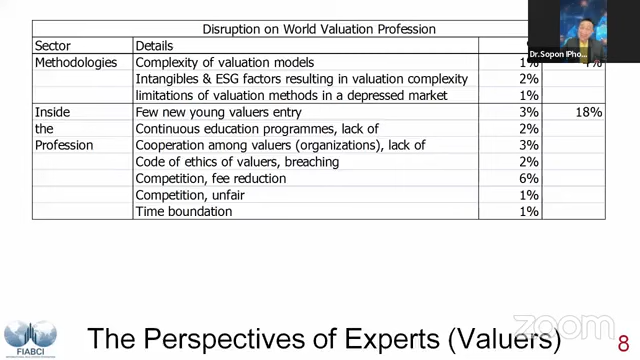 Disruption on World Valuation Profession
Sector Details
Methodologies Complexity of valuation models 1% 4%
Intangibles & ESG factors resulting in valuation complexity 2%
limitations of valuation methods in a depressed market 1%
Inside Few new young valuers entry 3% 18%
the Continuous education programmes, lack of 2%
Profession Cooperation among valuers (organizations), lack of 3%
Code of ethics of valuers, breaching 2%
Competition, fee reduction 6%
Competition, unfair 1%
Time boundation 1%
Dr.Sopon (Pho...
zoom
FIABCI
The Perspectives of Experts (Valuers)
8